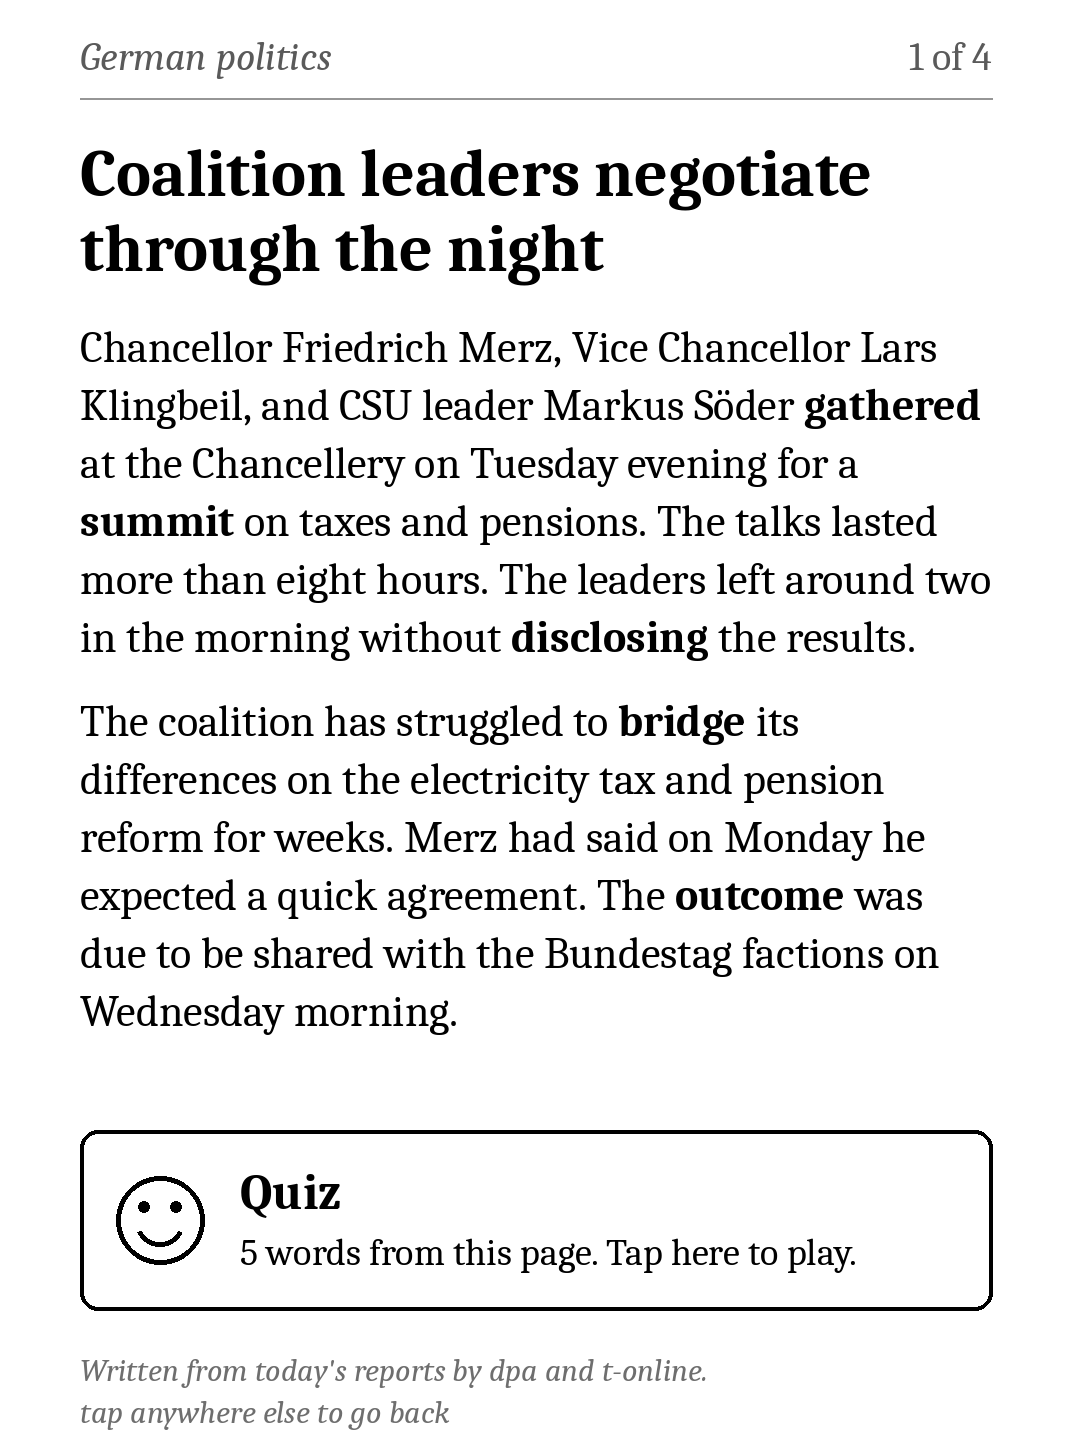 German politics
1 of 4
Coalition leaders negotiate
through the night
Chancellor Friedrich Merz, Vice Chancellor Lars
Klingbeil, and CSU leader Markus Söder gathered
at the Chancellery on Tuesday evening for a
summit on taxes and pensions. The talks lasted
more than eight hours. The leaders left around two
in the morning without disclosing the results.
The coalition has struggled to bridge its
differences on the electricity tax and pension
reform for weeks. Merz had said on Monday he
expected a quick agreement. The outcome was
due to be shared with the Bundestag factions on
Wednesday morning.
Quiz
5 words from this page. Tap here to play.
Written from today's reports by dpa and t-online.
tap anywhere else to go back